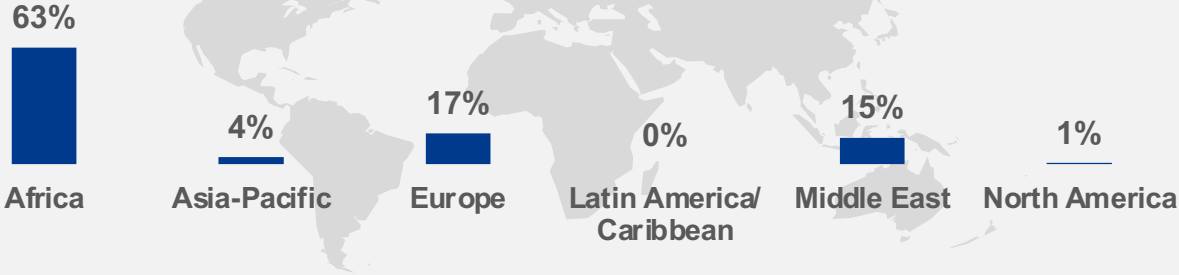 63%
4%
17%
0%
15%
1%
Africa
Asia-Pacific
Europe
Latin America/
Caribbean
Middle East
North America